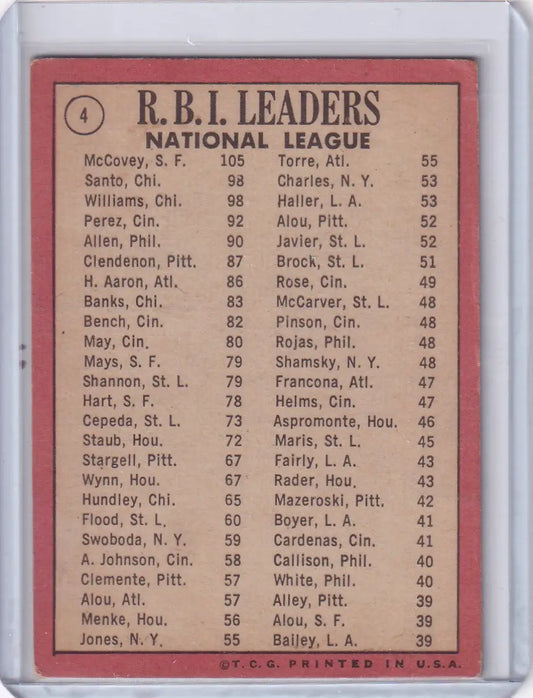 4
R.B.I. LEADERS
NATIONAL LEAGUE
McCovey, S. F. 105 Torre, Atl. 55
Santo, Chi. 98 Charles, N. Y. 53
Williams, Chi. 98 Haller, L. A. 53
Perez, Cin. 92 Alou, Pitt. 52
Allen, Phil. 90 Javier, St. L. 52
Clendenon, Pitt. 87 Brock, St. L. 51
H. Aaron, Atl. 86 Rose, Cin. 49
Banks, Chi. 83 McCarver, St. L. 48
Bench, Cin. 82 Pinson, Cin. 48
May, Cin. 80 Rojas, Phil. 48
Mays, S. F. 79 Shamsky, N. Y. 48
Shannon, St. L. 79 Francona, Atl. 47
Hart, S. F. 78 Helms, Cin. 47
Cepeda, St. L. 73 Aspromonte, Hou. 46
Staub, Hou. 72 Maris, St. L. 45
Stargell, Pitt. 67 Fairly, L. A. 43
Wynn, Hou. 67 Rader, Hou. 43
Hundley, Chi. 65 Mazeroski, Pitt. 42
Flood, St. L. 60 Boyer, L. A. 41
Swoboda, N. Y. 59 Cardenas, Cin. 41
A. Johnson, Cin. 58 Callison, Phil. 40
Clemente, Pitt. 57 White, Phil. 40
Alou, Atl. 57 Alley, Pitt. 39
Menke, Hou. 56 Alou, S. F. 39
Jones, N. Y. 55 Bailey, L. A. 39
©T. C. G. PRINTED IN U.S.A.